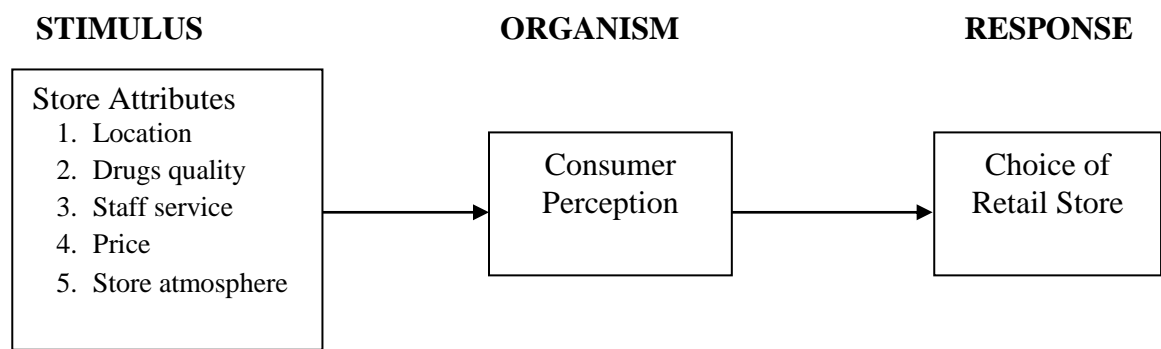 STIMULUS ORGANISM RESPONSE
Store Attributes
1. Location
2. Drugs quality
3. Staff service
4. Price
5. Store atmosphere
Consumer
Perception
Choice of
Retail Store